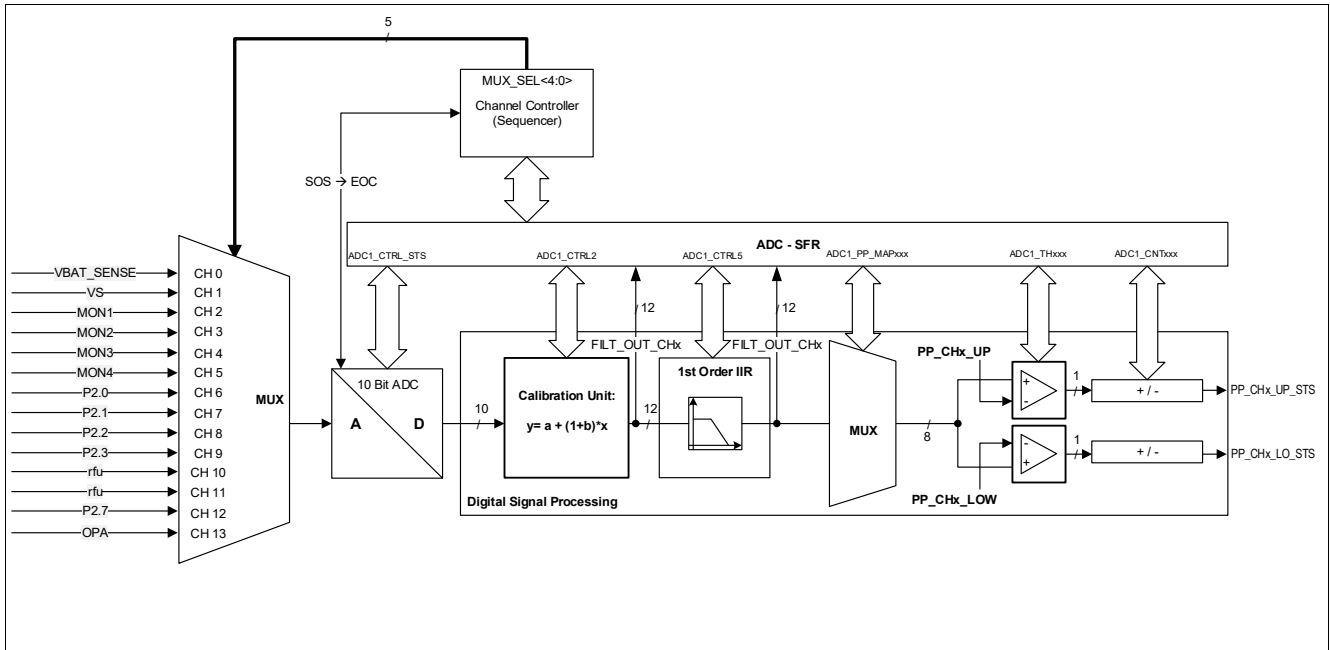 5
MUX_SEL<4:0>
Channel Controller
(Sequencer)
SOS → EOC
ADC - SFR
ADC1_CTRL_STS
ADC1_CTRL2
ADC1_CTRL5
ADC1_PP_MAPxxx
ADC1_THxxx
ADC1_CNTxxx
VBAT_SENSE
CH 0
VS
CH 1
MON1
CH 2
MON2
CH 3
MON3
CH 4
MON4
CH 5
P2.0
CH 6
P2.1
CH 7
P2.2
CH 8
P2.3
CH 9
rfu
CH 10
rfu
CH 11
P2.7
CH 12
OPA
CH 13
MUX
10 Bit ADC
A
D
10
12
12
FILT_OUT_CHx
FILT_OUT_CHx
Calibration Unit:
y= a + (1+b)*x
12
1st Order IIR
MUX
8
PP_CHx_UP
+
-
1
+ / -
PP_CHx_UP_STS
-
+
1
+ / -
PP_CHx_LO_STS
PP_CHx_LOW
Digital Signal Processing